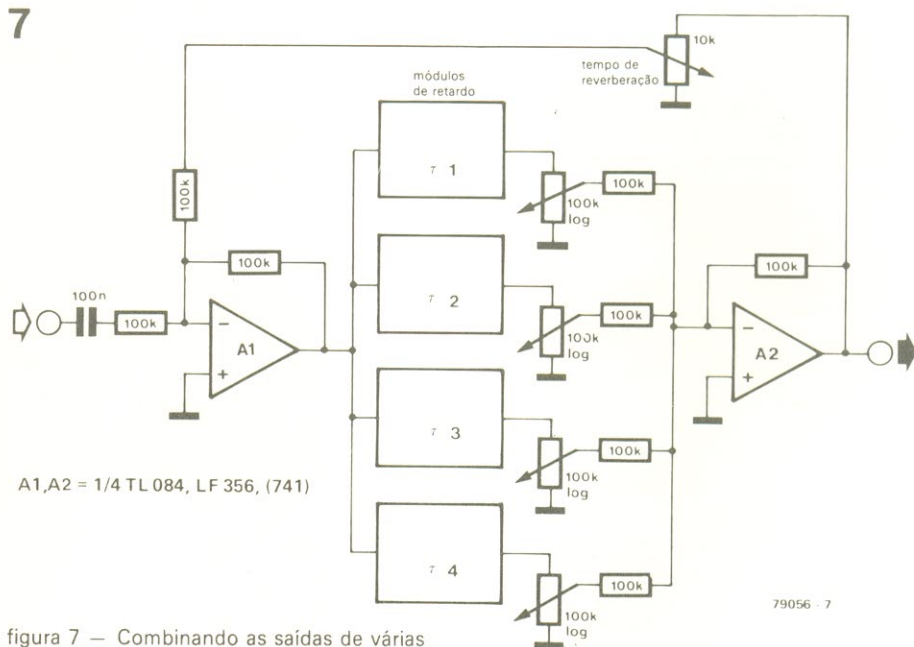 7
10k
tempo de
reverberação
módulos
de retardo
τ 1
100k
100k
100k
log
100k
100n
100k
A1
−
+
τ 2
100k
100k
log
100k
A2
−
+
τ 3
100k
100k
log
A1,A2 = 1/4 TL 084, LF 356, (741)
τ 4
100k
100k
log
79056 - 7
figura 7 — Combinando as saídas de várias